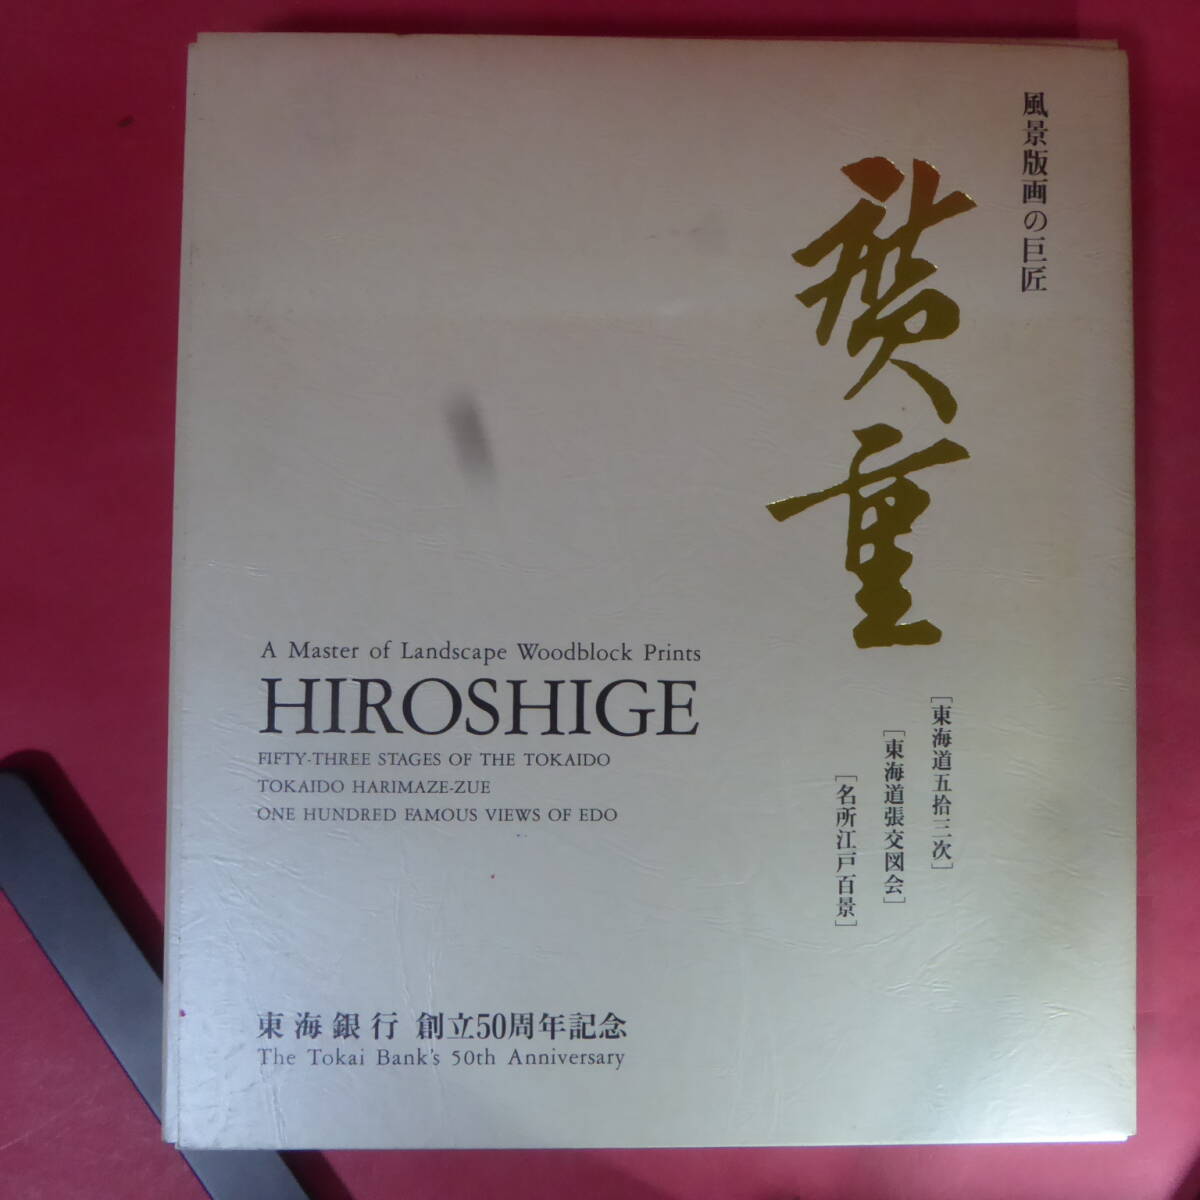 風景版画の巨匠
廣重
A Master of Landscape Woodblock Prints
HIROSHIGE
FIFTY-THREE STAGES OF THE TOKAIDO
TOKAIDO HARIMAZE-ZUE
ONE HUNDRED FAMOUS VIEWS OF EDO
[東海道五拾三次]
[東海道張交図会]
[名所江戸百景]
東海銀行 創立50周年記念
The Tokai Bank's 50th Anniversary